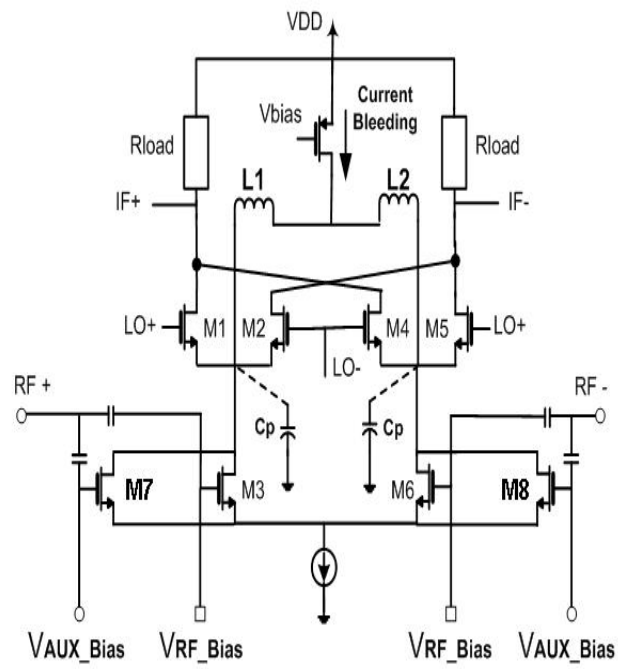 VDD
Current
Bleeding
Vbias
Rload
Rload
L1
L2
IF+
IF-
LO+
M1
M2
M4
M5
LO+
LO-
RF +
RF -
Cp
Cp
M7
M3
M6
M8
VAUX_Bias
VRF_Bias
VRF_Bias
VAUX_Bias